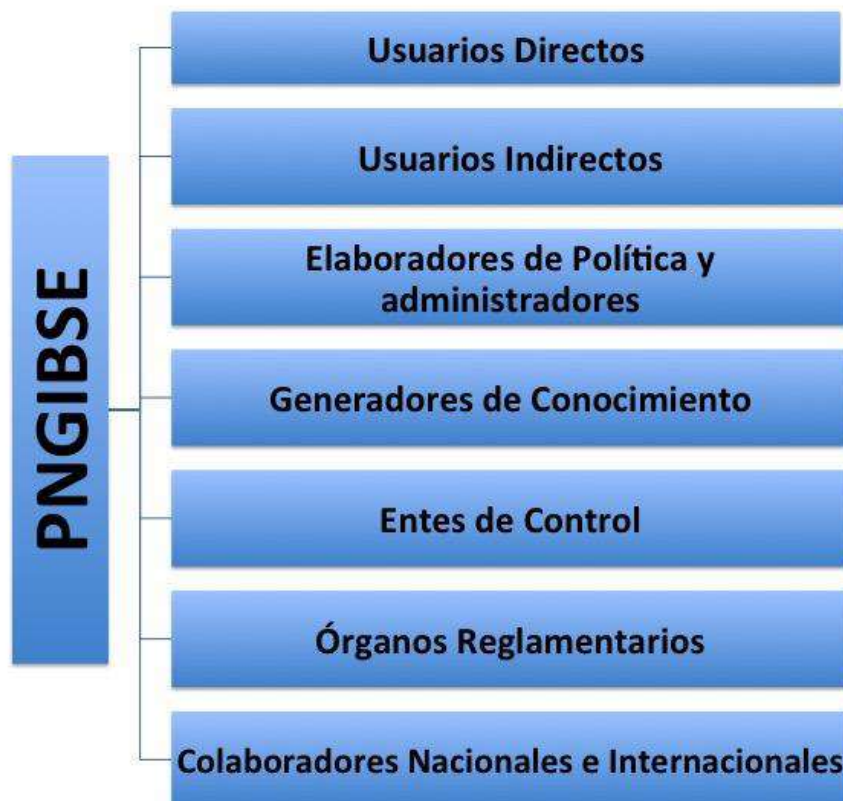 PNGIBSE
Usuarios Directos
Usuarios Indirectos
Elaboradores de Política y
administradores
Generadores de Conocimiento
Entes de Control
Órganos Reglamentarios
Colaboradores Nacionales e Internacionales